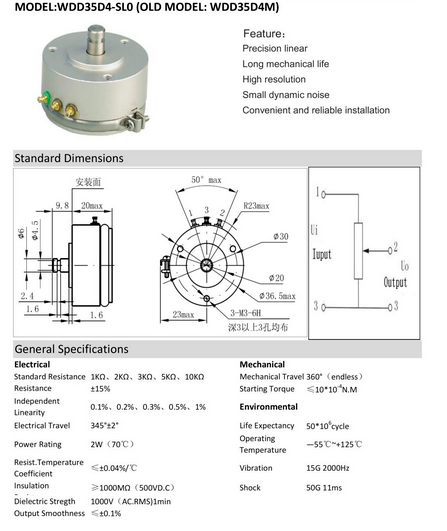 MODEL:WDD35D4-SL0 (OLD MODEL: WDD35D4M)
Feature:
Precision linear
Long mechanical life
High resolution
Small dynamic noise
Convenient and reliable installation
Standard Dimensions
安装面
9.8
20max
Φ6
Φ4.5
2.4
1.6
1.6
50° max
R23max
1
3
2
Φ30
Φ20
Φ36.5max
23max
3-M3-6H
深3以上3孔均布
1
Ui
Iuput
2
Uo
Output
3
3
General Specifications
Electrical
Standard Resistance 1KΩ、2KΩ、3KΩ、5KΩ、10KΩ
Resistance ±15%
Independent
Linearity 0.1%、0.2%、0.3%、0.5%、1%
Electrical Travel 345°±2°
Power Rating 2W（70℃）
Resist.Temperature
Coefficient ≤±0.04%/℃
Insulation ≥1000MΩ（500VD.C）
Dielectric Stregth 1000V（AC.RMS)1min
Output Smoothness ≤±0.1%
Mechanical
Mechanical Travel 360°（endless）
Starting Torque ≤10*10⁻⁴N.M
Environmental
Life Expectancy 50*10⁶cycle
Operating
Temperature —55℃~+125℃
Vibration 15G 2000Hz
Shock 50G 11ms